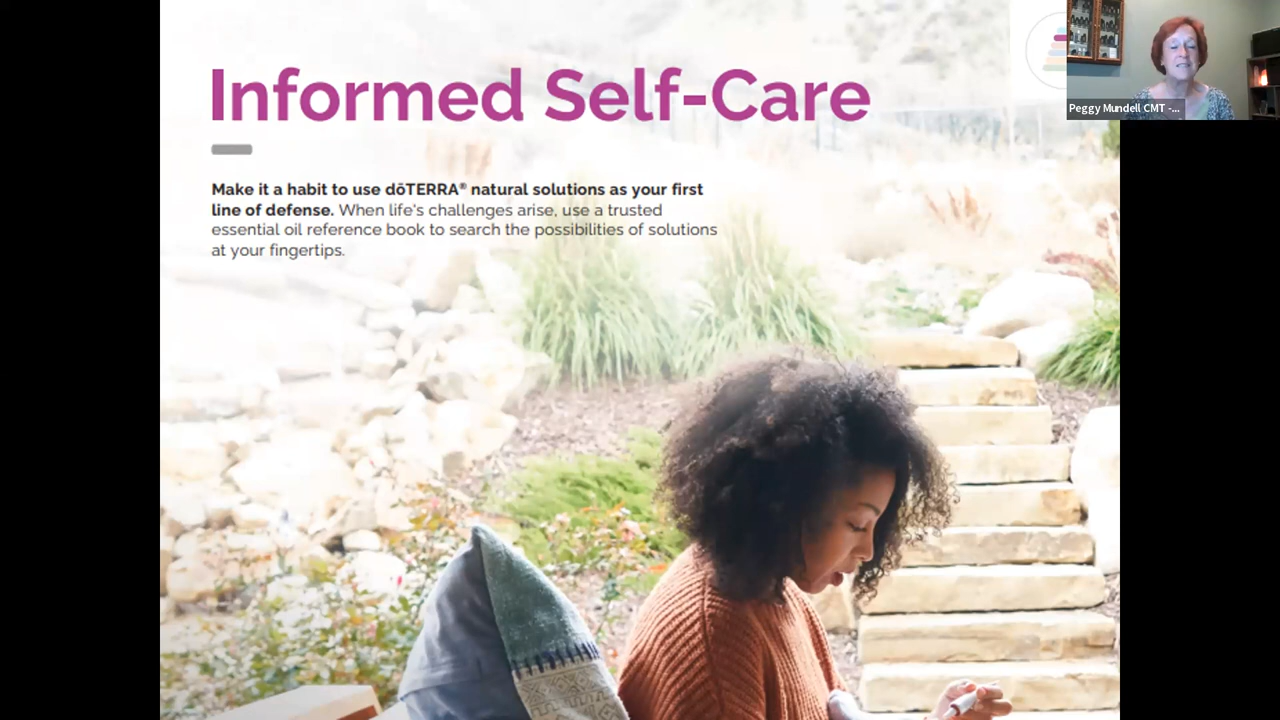 Informed Self-Care
Make it a habit to use dōTERRA® natural solutions as your first
line of defense. When life's challenges arise, use a trusted
essential oil reference book to search the possibilities of solutions
at your fingertips.
Peggy Mundell CMT -...